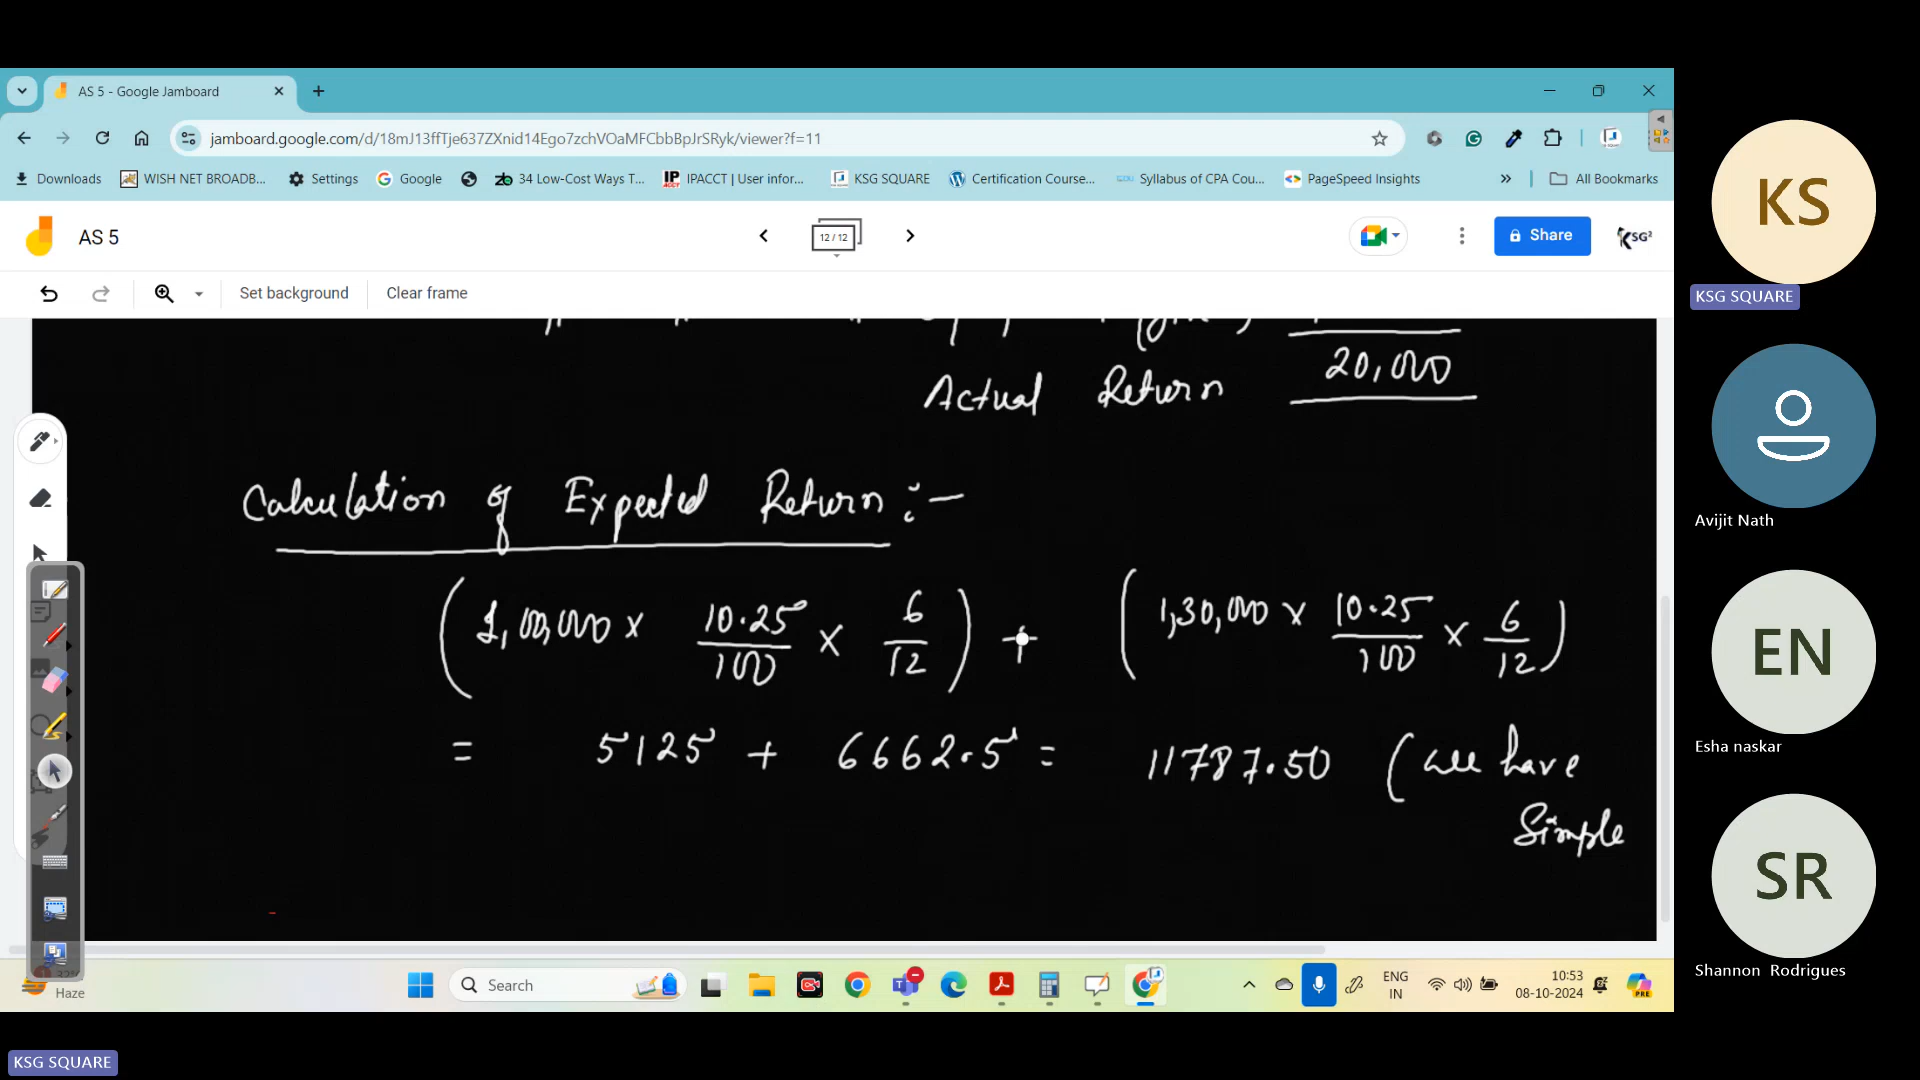 AS 5 - Google Jamboard
jamboard.google.com/d/18mJ13ffTje637ZXnid14Ego7zchVOaMFCbbBpJrSRyk/viewer?f=11
Downloads WISH NET BROADB... Settings Google 34 Low-Cost Ways T... IPACCT | User infor... KSG SQUARE Certification Course... Syllabus of CPA Cou... PageSpeed Insights » All Bookmarks
AS 5 12 / 12 Share KSG²
Set background Clear frame
20,000
Actual Return
Calculation of Expected Return :-
(1,00,000 × 10.25/100 × 6/12) + (1,30,000 × 10.25/100 × 6/12)
= 5125 + 6662.5 = 11787.50 (we have
Simple
Haze
Search
ENG
IN
10:53
08-10-2024
PRE
KS
KSG SQUARE
Avijit Nath
EN
Esha naskar
SR
Shannon Rodrigues
KSG SQUARE